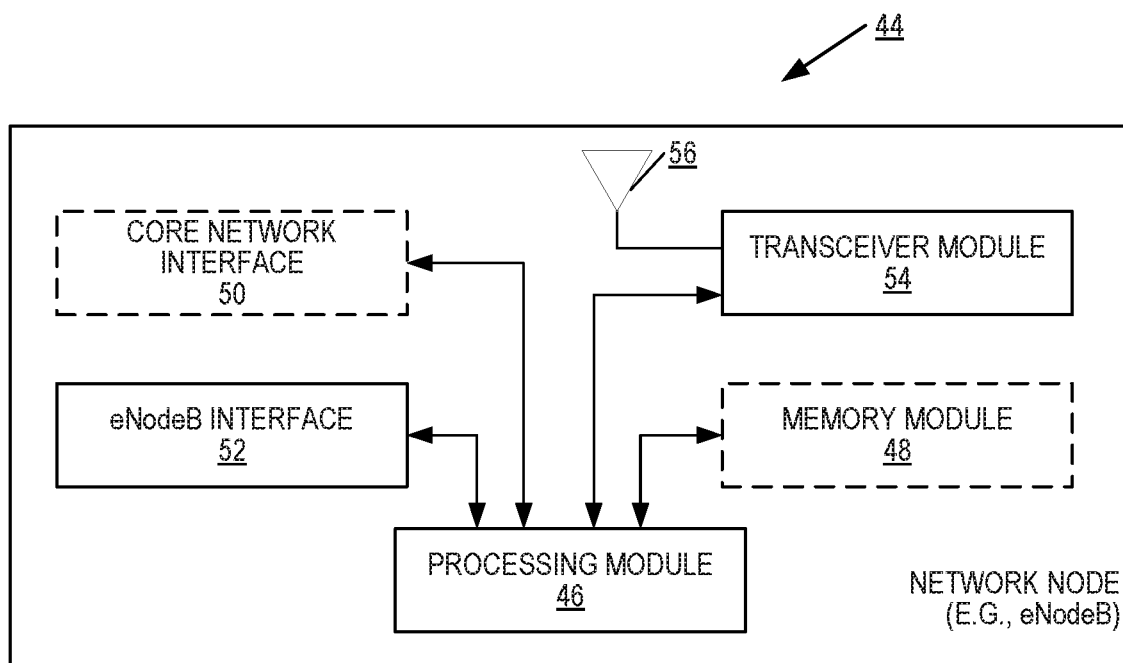 44
56
CORE NETWORK
INTERFACE
50
TRANSCEIVER MODULE
54
eNodeB INTERFACE
52
MEMORY MODULE
48
PROCESSING MODULE
46
NETWORK NODE
(E.G., eNodeB)